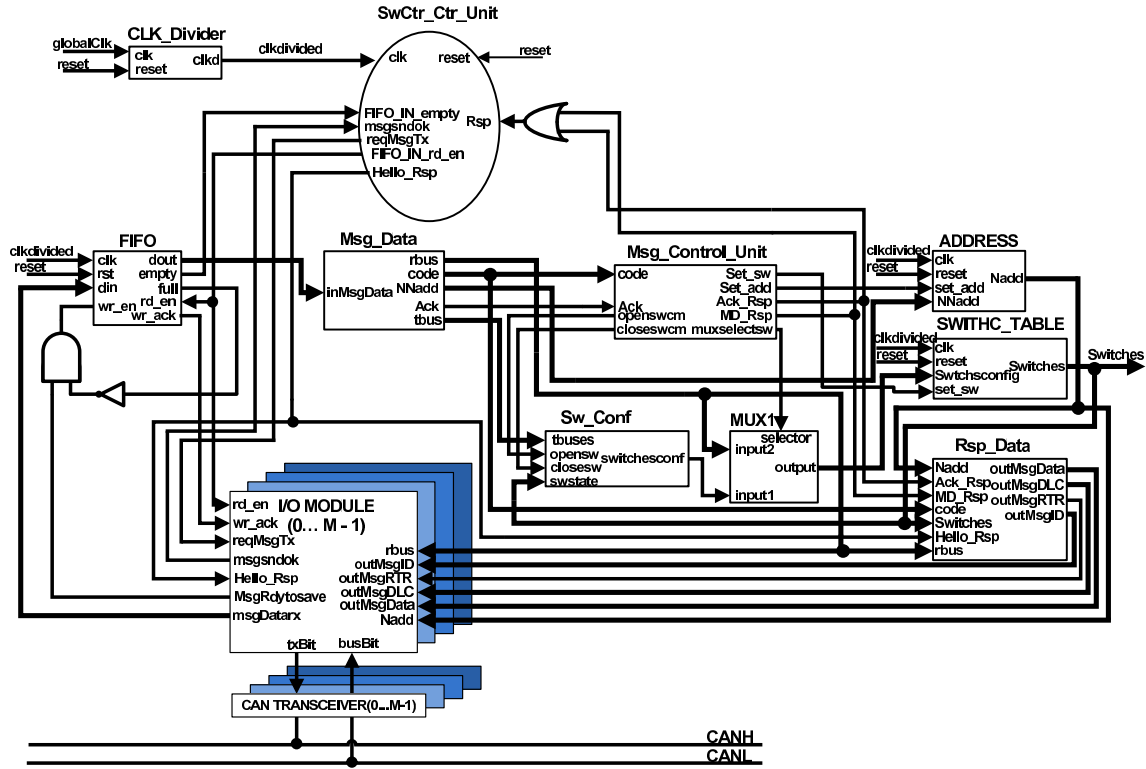 SwCtr_Ctr_Unit
CLK_Divider
globalClk
clk
clkd
reset
reset
clkdivided
clk
reset
reset
FIFO_IN_empty
msgsndok
reqMsgTx
FIFO_IN_rd_en
Hello_Rsp
Rsp
FIFO
clkdivided
reset
clk
rst
din
wr_en
dout
empty
full
rd_en
wr_ack
Msg_Data
inMsgData
rbus
code
NNadd
Ack
tbus
Msg_Control_Unit
code
Ack
openswcm
closeswcm
Set_sw
Set_add
Ack_Rsp
MD_Rsp
muxselectsw
ADDRESS
clkdivided
reset
clk
reset
set_add
NNadd
Nadd
SWITHC_TABLE
clkdivided
reset
clk
reset
Swtchsconfig
set_sw
Switches
Switches
Sw_Conf
tbuses
opensw
closesw
swstate
switchesconf
MUX1
selector
input2
output
input1
Rsp_Data
Nadd
Ack_Rsp
MD_Rsp
code
Switches
Hello_Rsp
rbus
outMsgData
outMsgDLC
outMsgRTR
outMsgID
I/O MODULE
(0... M - 1)
rd_en
wr_ack
reqMsgTx
msgsndok
Hello_Rsp
MsgRdytosave
msgDatarx
rbus
outMsgID
outMsgRTR
outMsgDLC
outMsgData
Nadd
txBit
busBit
CAN TRANSCEIVER(0...M-1)
CANH
CANL